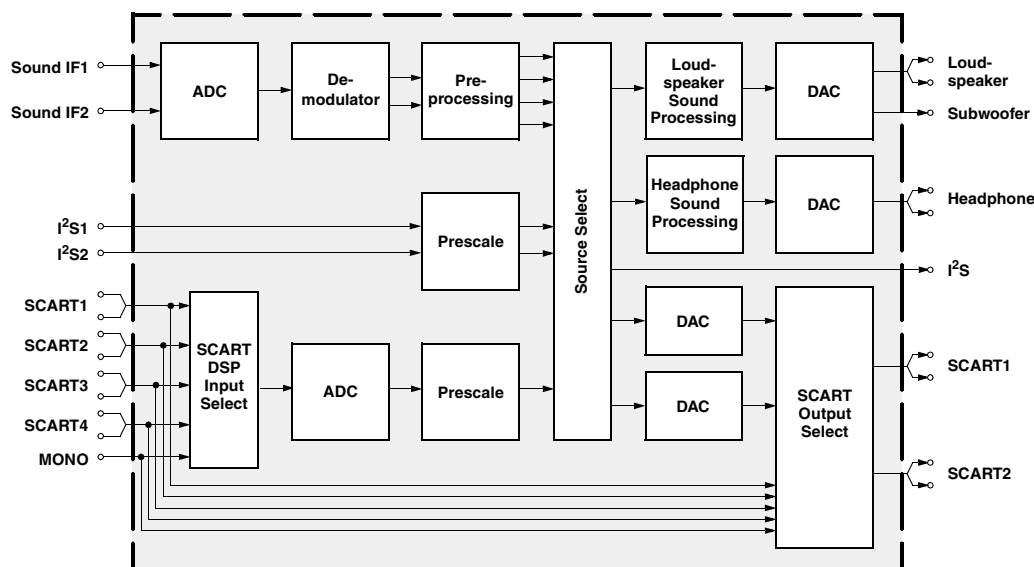 Sound IF1
Sound IF2
ADC
De-
modulator
Pre-
processing
Loud-
speaker
Sound
Processing
DAC
Loud-
speaker
Subwoofer
Headphone
Sound
Processing
DAC
Headphone
I²S1
I²S2
Prescale
Source Select
I²S
SCART1
SCART2
SCART3
SCART4
MONO
SCART
DSP
Input
Select
ADC
Prescale
DAC
DAC
SCART
Output
Select
SCART1
SCART2